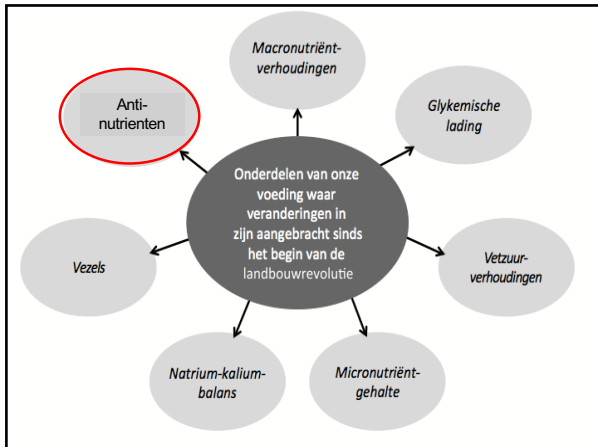 Macronutriënt-
verhoudingen
Anti-
nutrienten
Glykemische
lading
Onderdelen van onze
voeding waar
veranderingen in
zijn aangebracht sinds
het begin van de
landbouwrevolutie
Vezels
Vetzuur-
verhoudingen
Natrium-kalium-
balans
Micronutriënt-
gehalte